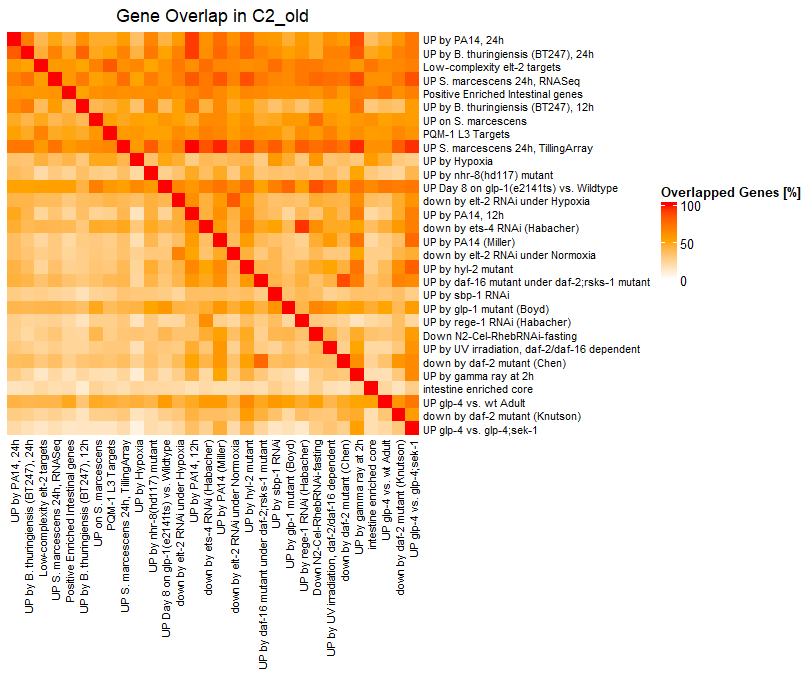 Gene Overlap in C2_old
UP by PA14, 24h
UP by B. thuringiensis (BT247), 24h
Low-complexity elt-2 targets
UP S. marcescens 24h, RNASeq
Positive Enriched Intestinal genes
UP by B. thuringiensis (BT247), 12h
UP on S. marcescens
PQM-1 L3 Targets
UP S. marcescens 24h, TillingArray
UP by Hypoxia
UP by nhr-8(hd117) mutant
UP Day 8 on glp-1(e2141ts) vs. Wildtype
down by elt-2 RNAi under Hypoxia
UP by PA14, 12h
down by ets-4 RNAi (Habacher)
UP by PA14 (Miller)
down by elt-2 RNAi under Normoxia
UP by hyl-2 mutant
UP by daf-16 mutant under daf-2;rsks-1 mutant
UP by sbp-1 RNAi
UP by glp-1 mutant (Boyd)
UP by rege-1 RNAi (Habacher)
Down N2-Cel-RhebRNAi-fasting
UP by UV irradiation, daf-2/daf-16 dependent
down by daf-2 mutant (Chen)
UP by gamma ray at 2h
intestine enriched core
UP glp-4 vs. wt Adult
down by daf-2 mutant (Knutson)
UP glp-4 vs. glp-4;sek-1
Overlapped Genes [%]
100
50
0
UP by PA14, 24h
UP by B. thuringiensis (BT247), 24h
Low-complexity elt-2 targets
UP S. marcescens 24h, RNASeq
Positive Enriched Intestinal genes
UP by B. thuringiensis (BT247), 12h
UP on S. marcescens
PQM-1 L3 Targets
UP S. marcescens 24h, TillingArray
UP by Hypoxia
UP by nhr-8(hd117) mutant
UP Day 8 on glp-1(e2141ts) vs. Wildtype
down by elt-2 RNAi under Hypoxia
UP by PA14, 12h
down by ets-4 RNAi (Habacher)
UP by PA14 (Miller)
down by elt-2 RNAi under Normoxia
UP by hyl-2 mutant
UP by daf-16 mutant under daf-2;rsks-1 mutant
UP by sbp-1 RNAi
UP by glp-1 mutant (Boyd)
UP by rege-1 RNAi (Habacher)
Down N2-Cel-RhebRNAi-fasting
UP by UV irradiation, daf-2/daf-16 dependent
down by daf-2 mutant (Chen)
UP by gamma ray at 2h
intestine enriched core
UP glp-4 vs. wt Adult
down by daf-2 mutant (Knutson)
UP glp-4 vs. glp-4;sek-1